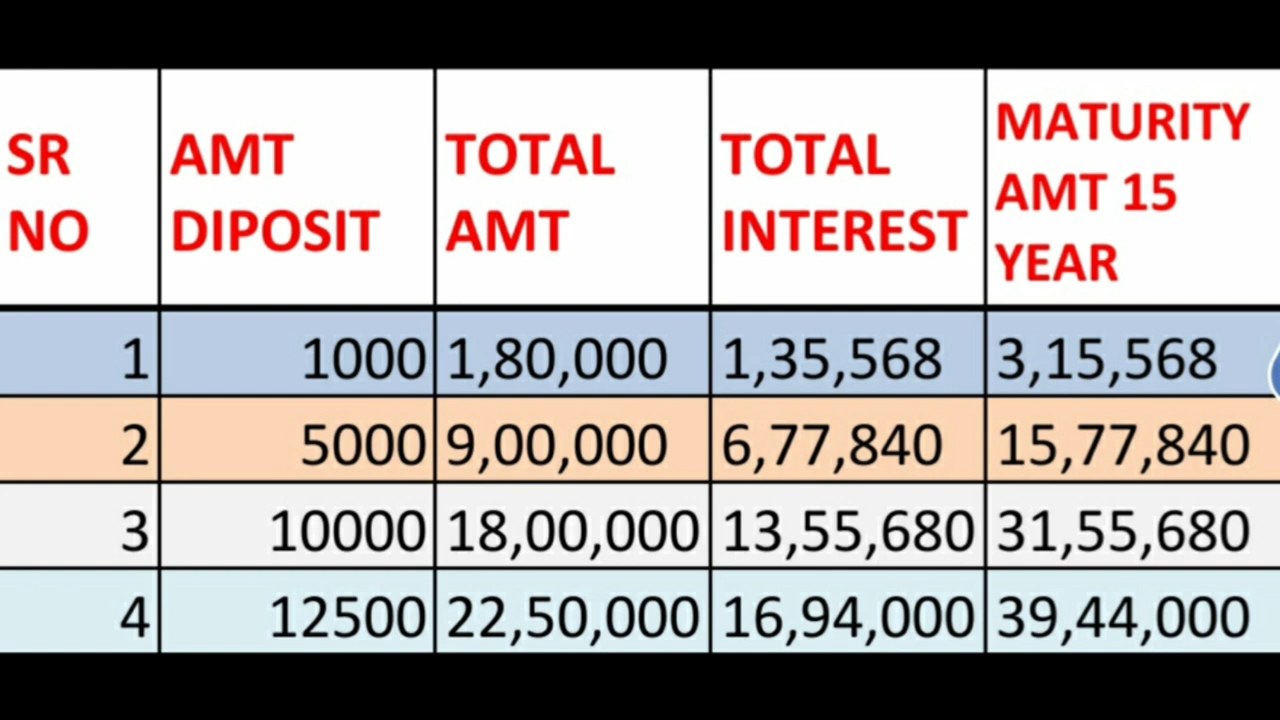 SR NO
AMT DIPOSIT
TOTAL AMT
TOTAL INTEREST
MATURITY AMT 15 YEAR
1 1000 1,80,000 1,35,568 3,15,568
2 5000 9,00,000 6,77,840 15,77,840
3 10000 18,00,000 13,55,680 31,55,680
4 12500 22,50,000 16,94,000 39,44,000